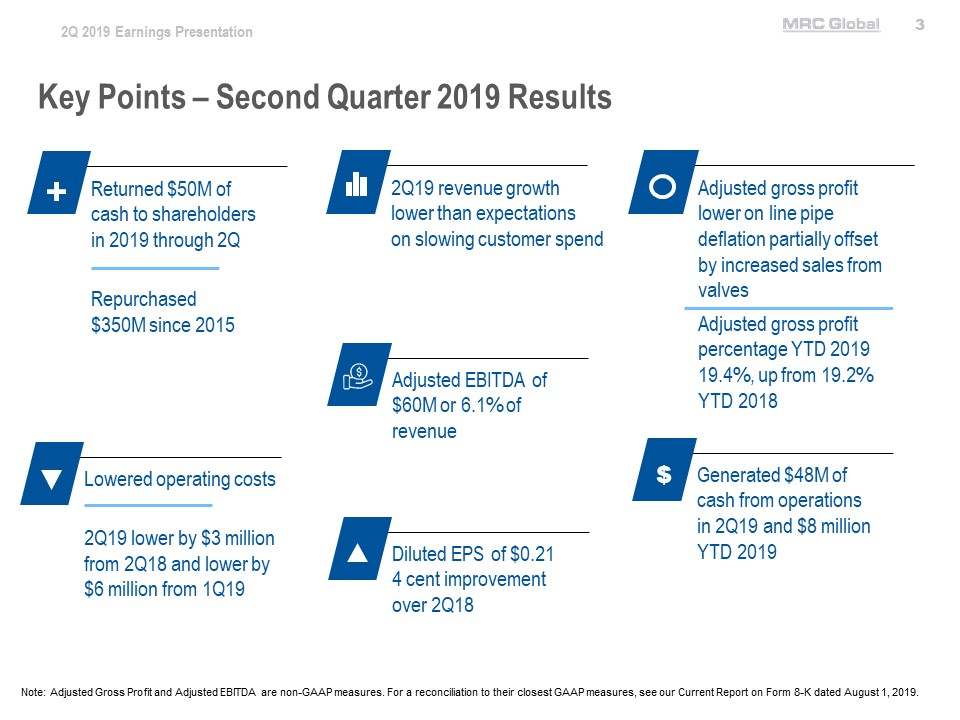 2Q 2019 Earnings Presentation
MRC Global
3
Key Points – Second Quarter 2019 Results
Returned $50M of
cash to shareholders
in 2019 through 2Q
Repurchased
$350M since 2015
Lowered operating costs
2Q19 lower by $3 million
from 2Q18 and lower by
$6 million from 1Q19
2Q19 revenue growth
lower than expectations
on slowing customer spend
Adjusted EBITDA of
$60M or 6.1% of
revenue
Diluted EPS of $0.21
4 cent improvement
over 2Q18
Adjusted gross profit
lower on line pipe
deflation partially offset
by increased sales from
valves
Adjusted gross profit
percentage YTD 2019
19.4%, up from 19.2%
YTD 2018
$
Generated $48M of
cash from operations
in 2Q19 and $8 million
YTD 2019
Note: Adjusted Gross Profit and Adjusted EBITDA are non-GAAP measures. For a reconciliation to their closest GAAP measures, see our Current Report on Form 8-K dated August 1, 2019.